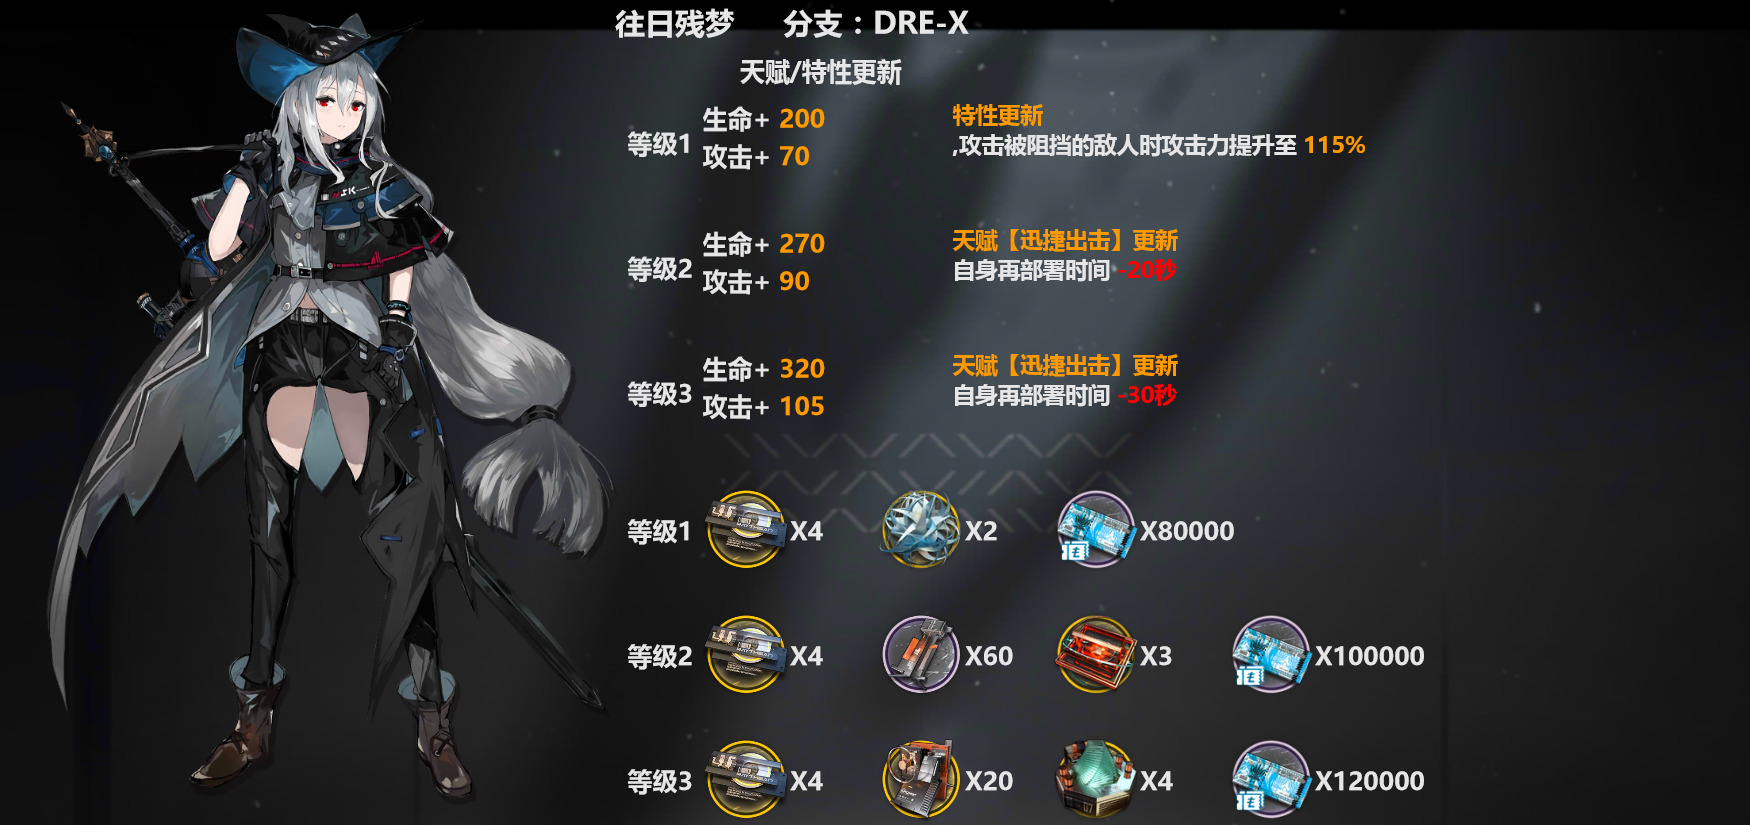 往日残梦 分支：DRE-X
天赋/特性更新
等级1
生命+ 200
攻击+ 70
特性更新
,攻击被阻挡的敌人时攻击力提升至 115%
等级2
生命+ 270
攻击+ 90
天赋【迅捷出击】更新
自身再部署时间 -20秒
等级3
生命+ 320
攻击+ 105
天赋【迅捷出击】更新
自身再部署时间 -30秒
等级1 X4 X2 X80000
等级2 X4 X60 X3 X100000
等级3 X4 X20 X4 X120000